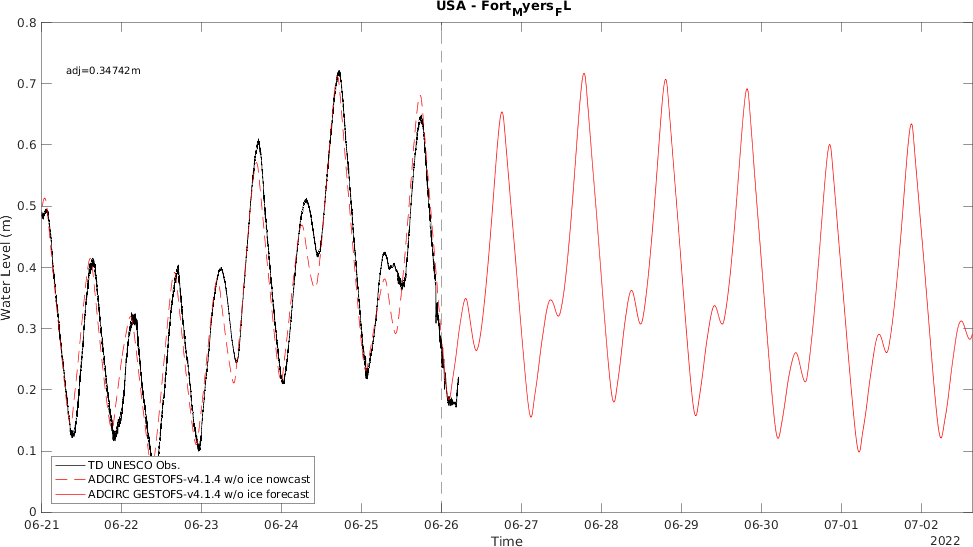 USA - Fort_Myers_FL
0.8
0.7
0.6
0.5
0.4
0.3
0.2
0.1
0
Water Level (m)
adj=0.34742m
TD UNESCO Obs.
ADCIRC GESTOFS-v4.1.4 w/o ice nowcast
ADCIRC GESTOFS-v4.1.4 w/o ice forecast
06-21 06-22 06-23 06-24 06-25 06-26 06-27 06-28 06-29 06-30 07-01 07-02
Time
2022